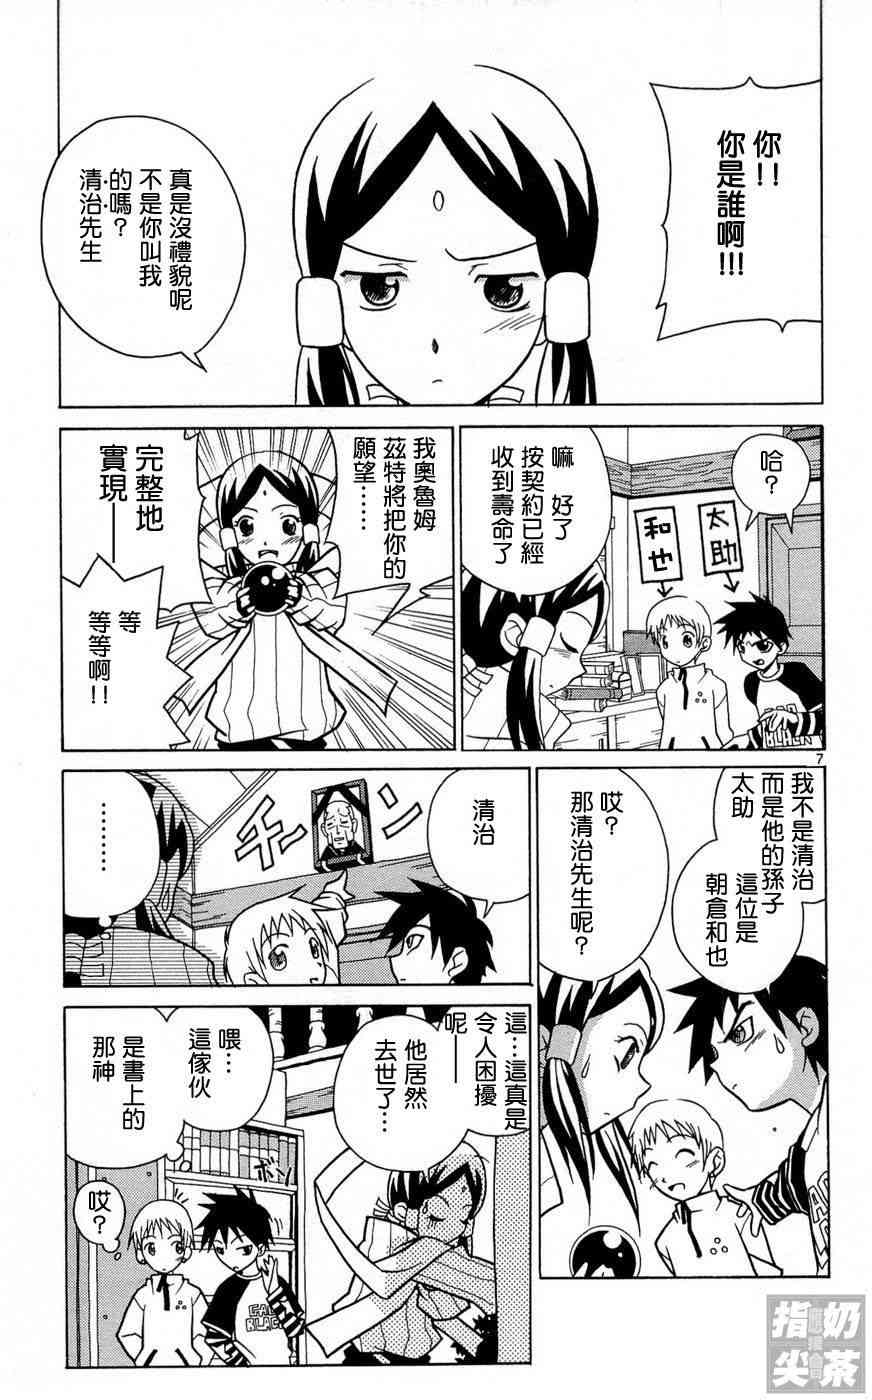 你!!
你是誰啊!!!
真是沒禮貌呢
不是你叫我
的嗎?
清治先生
哈?
太助
和也
嘛 好了
按契約已經
收到壽命了
我奧魯姆
茲特將把你的
願望……
完整地
實現——
等
等等啊!!
7
我不是清治
而是他的孫子
太助 這位是
朝倉和也
哎?
那清治先生呢?
清治
チーン
………
這…這真是
令人困擾
呢——
他居然
去世了…
ポン
喂…
這傢伙
是書上的
那神
哎?
指尖奶茶